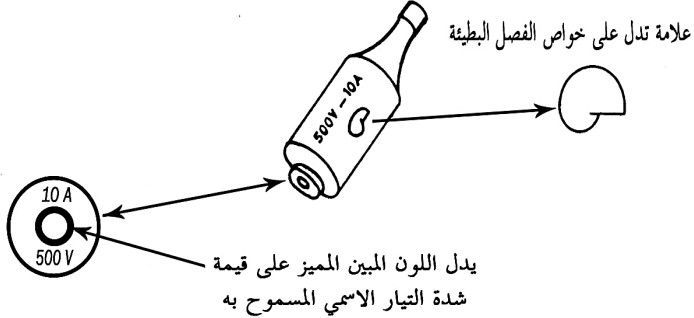 علامة تدل على خواص الفصل البطيئة
500V – 10A
10 A
500 V
يدل اللون المبين المميز على قيمة
شدة التيار الاسمي المسموح به